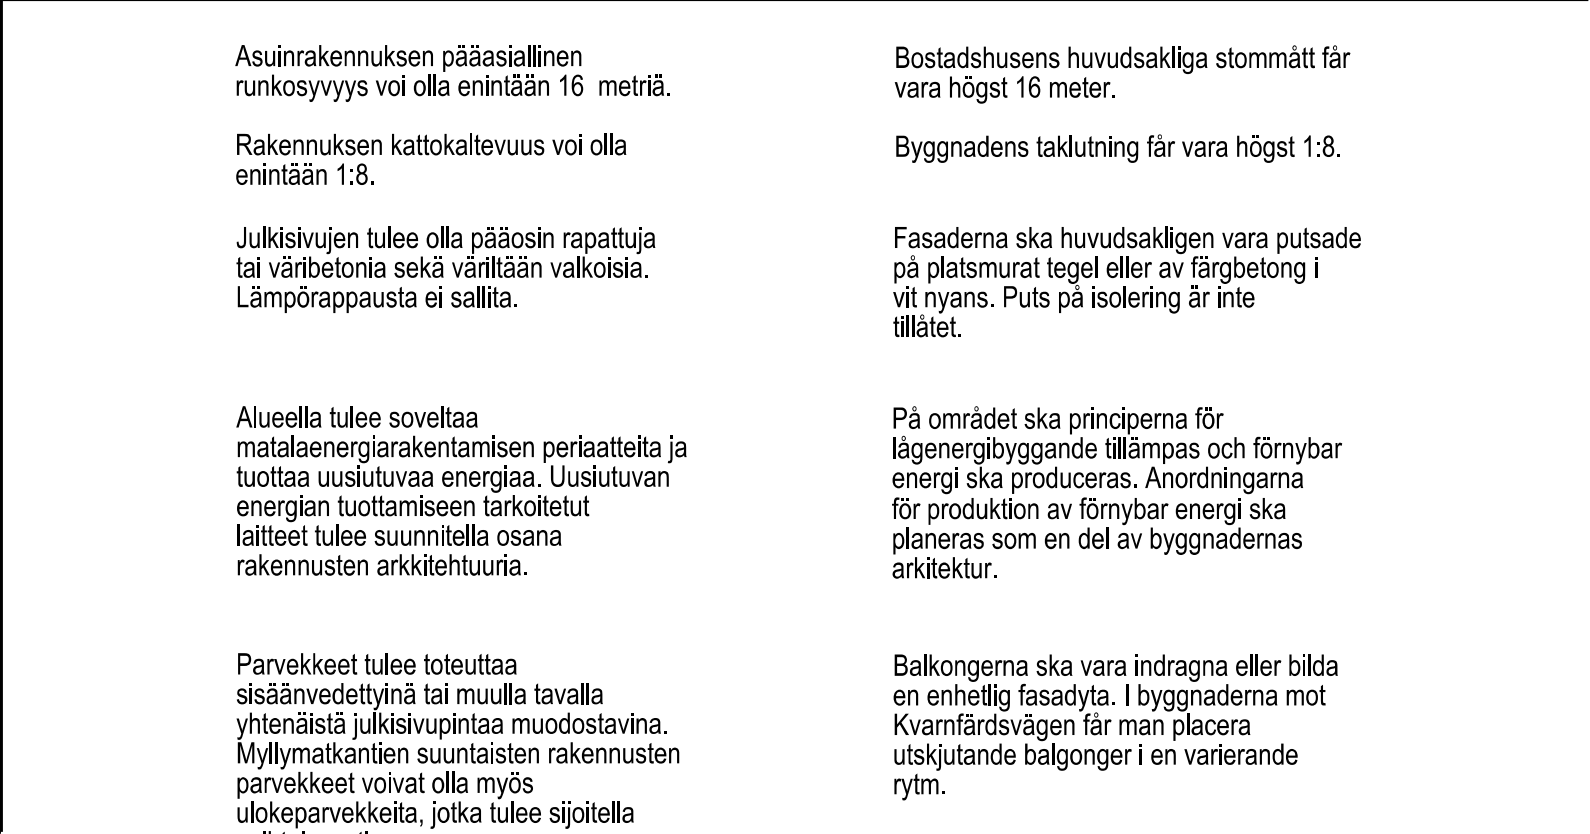 Asuinrakennuksen pääasiallinen
runkosyvyys voi olla enintään 16 metriä.
Rakennuksen kattokaltevuus voi olla
enintään 1:8.
Julkisivujen tulee olla pääosin rapattuja
tai väribetonia sekä väriltään valkoisia.
Lämpörappausta ei sallita.
Alueella tulee soveltaa
matalaenergiarakentamisen periaatteita ja
tuottaa uusiutuvaa energiaa. Uusiutuvan
energian tuottamiseen tarkoitetut
laitteet tulee suunnitella osana
rakennusten arkkitehtuuria.
Parvekkeet tulee toteuttaa
sisäänvedettyinä tai muulla tavalla
yhtenäistä julkisivupintaa muodostavina.
Myllymatkantien suuntaisten rakennusten
parvekkeet voivat olla myös
ulokeparvekkeita, jotka tulee sijoitella
Bostadshusens huvudsakliga stommått får
vara högst 16 meter.
Byggnadens taklutning får vara högst 1:8.
Fasaderna ska huvudsakligen vara putsade
på platsmurat tegel eller av färgbetong i
vit nyans. Puts på isolering är inte
tillåtet.
På området ska principerna för
lågenergibyggande tillämpas och förnybar
energi ska produceras. Anordningarna
för produktion av förnybar energi ska
planeras som en del av byggnadernas
arkitektur.
Balkongerna ska vara indragna eller bilda
en enhetlig fasadyta. I byggnaderna mot
Kvarnfärdsvägen får man placera
utskjutande balgonger i en varierande
rytm.